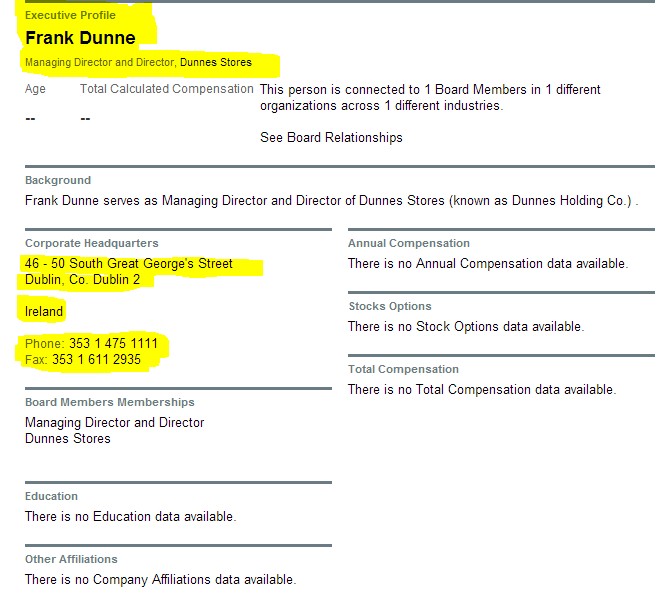 Executive Profile
Frank Dunne
Managing Director and Director, Dunnes Stores
Age
--
Total Calculated Compensation
--
This person is connected to 1 Board Members in 1 different
organizations across 1 different industries.
See Board Relationships
Background
Frank Dunne serves as Managing Director and Director of Dunnes Stores (known as Dunnes Holding Co.) .
Corporate Headquarters
46 - 50 South Great George's Street
Dublin, Co. Dublin 2
Ireland
Phone: 353 1 475 1111
Fax: 353 1 611 2935
Board Members Memberships
Managing Director and Director
Dunnes Stores
Education
There is no Education data available.
Other Affiliations
There is no Company Affiliations data available.
Annual Compensation
There is no Annual Compensation data available.
Stocks Options
There is no Stock Options data available.
Total Compensation
There is no Total Compensation data available.